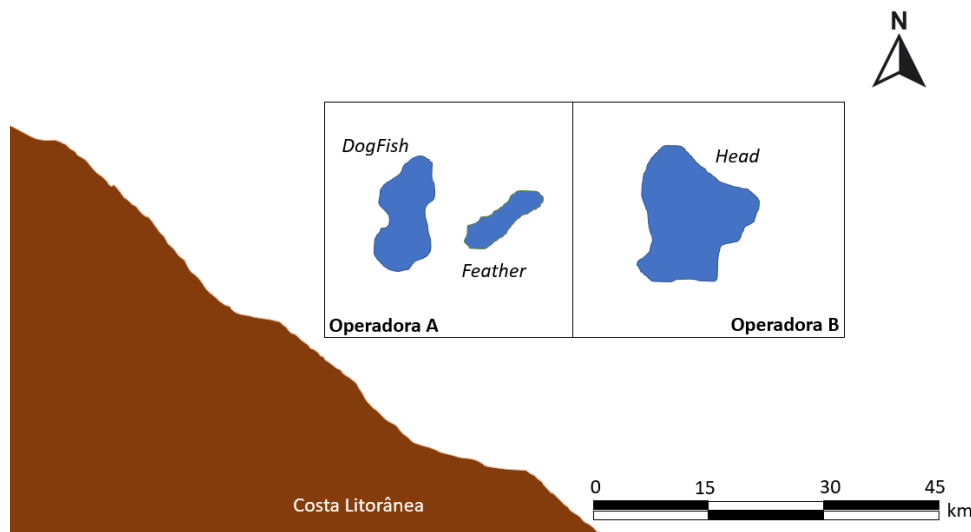 N
DogFish
Head
Feather
Operadora A
Operadora B
Costa Litorânea
0 15 30 45
km